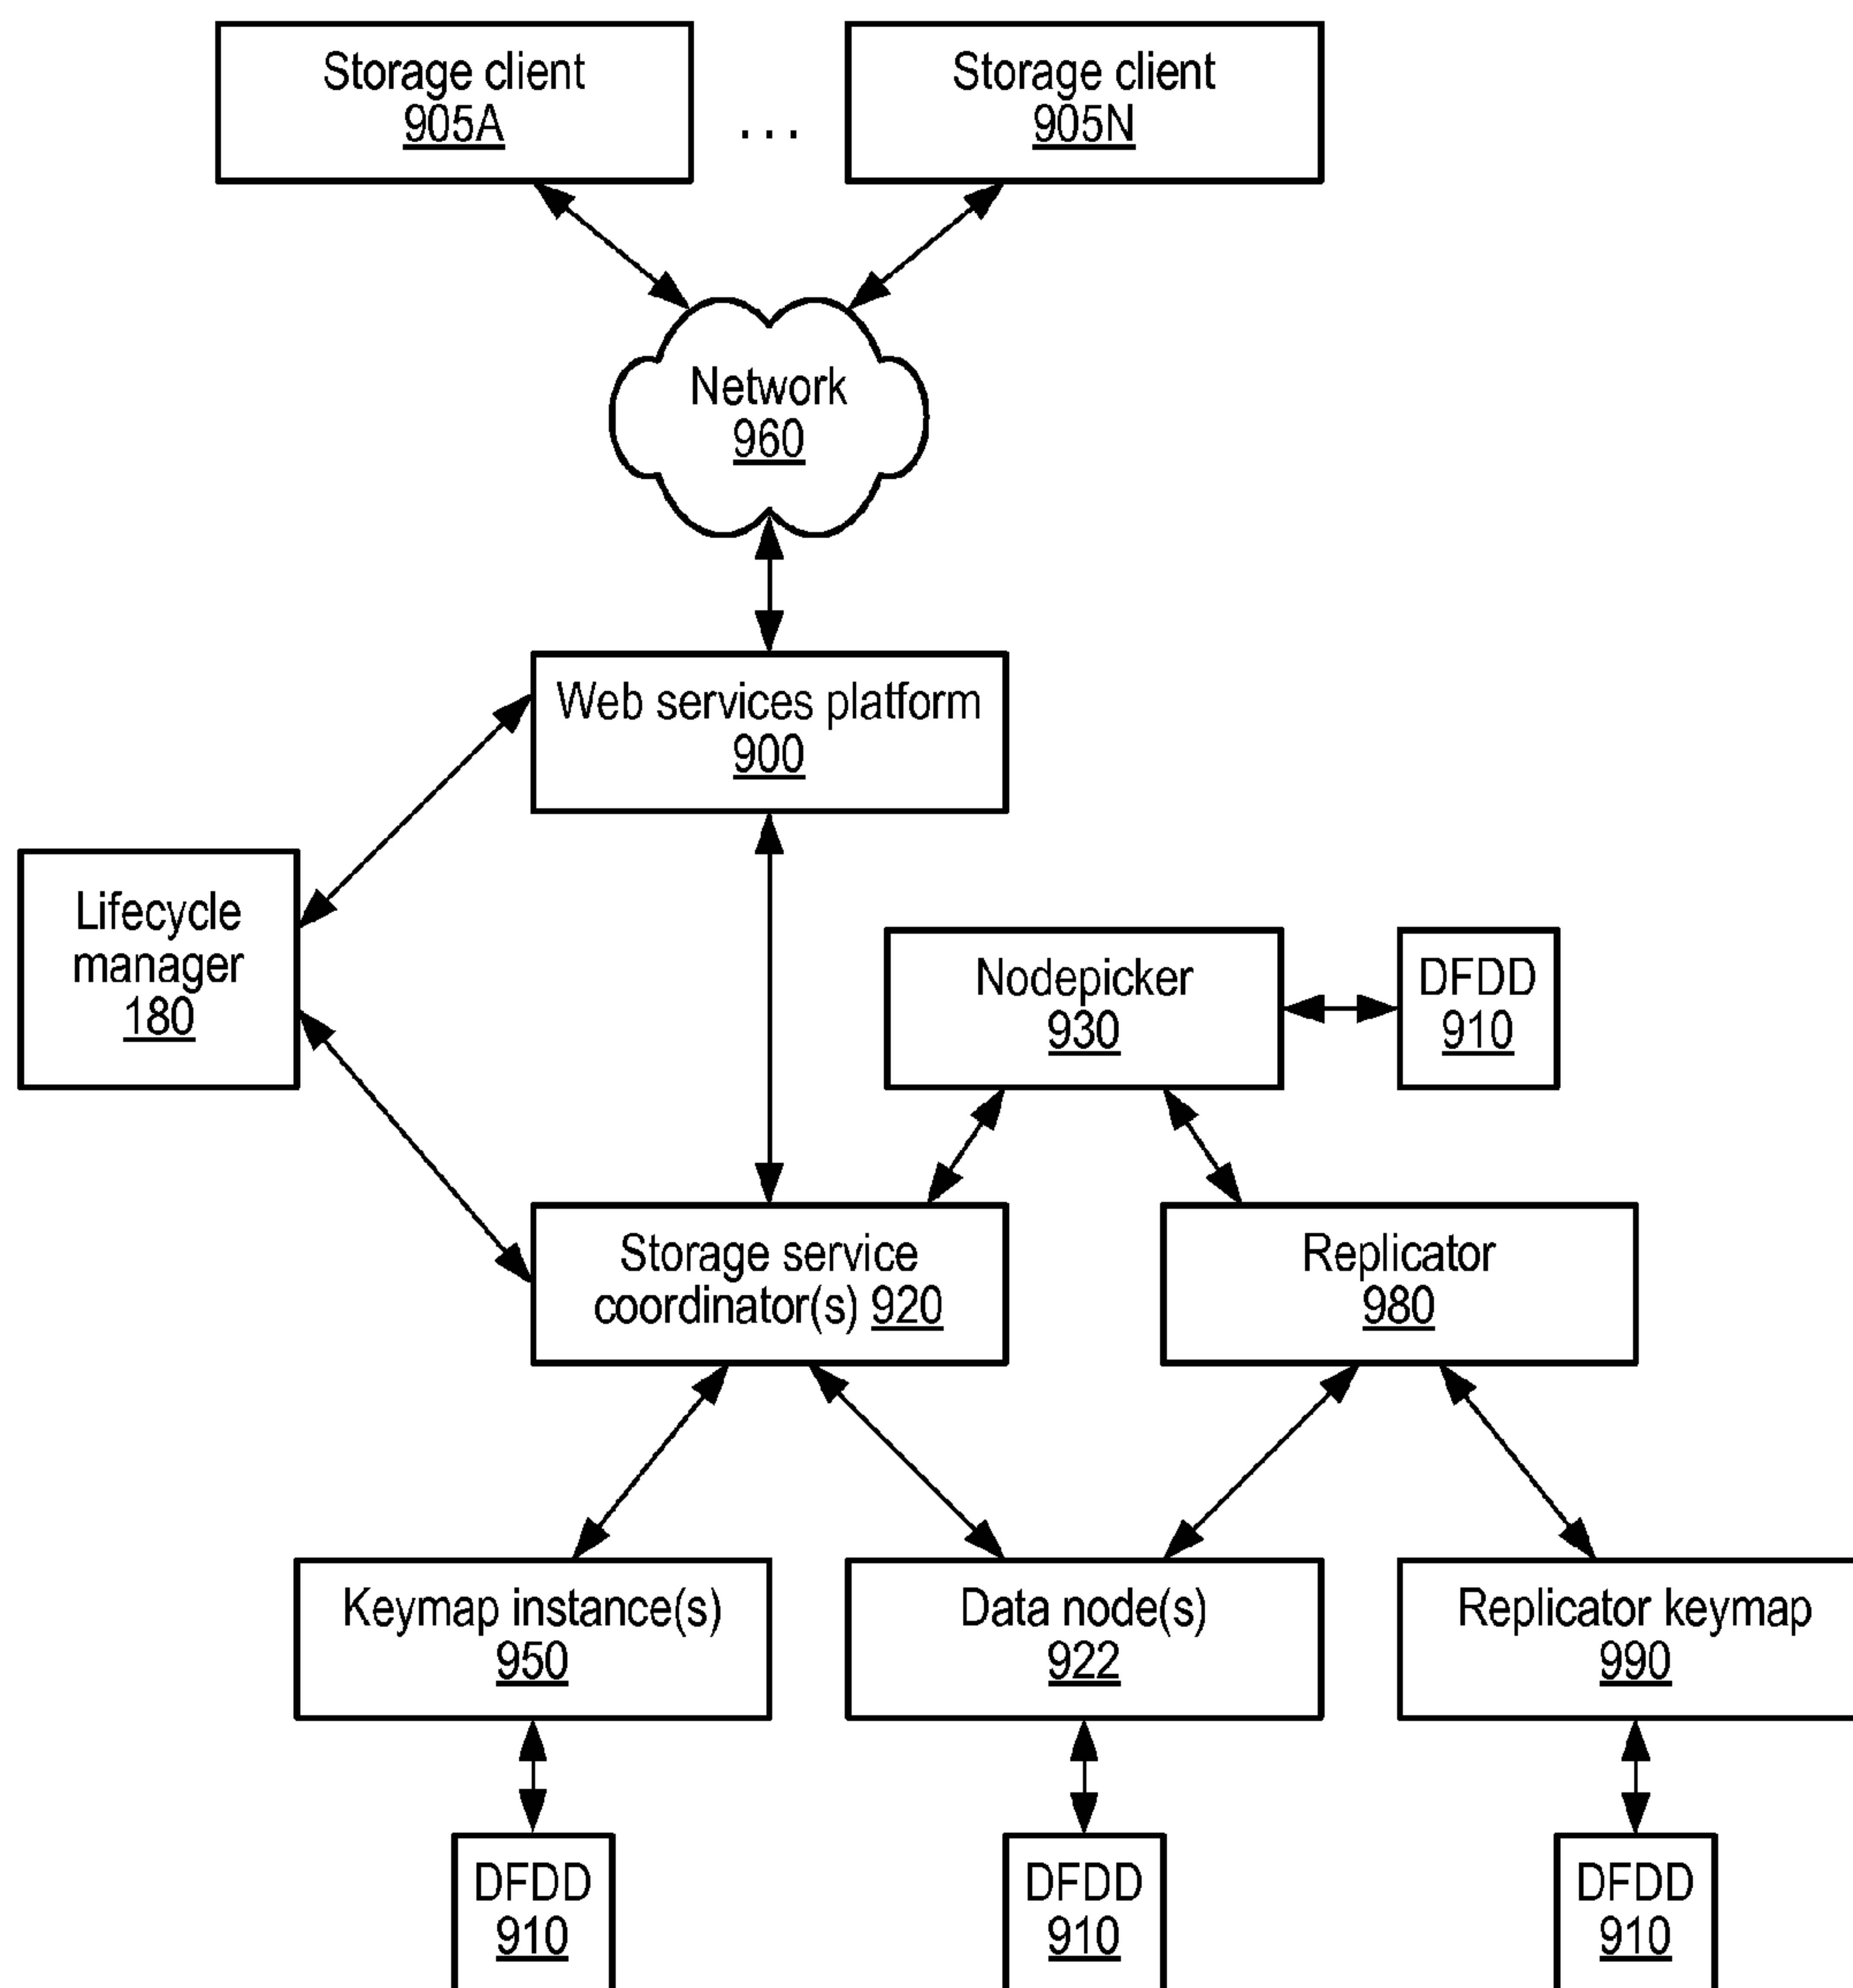 Storage client
905A
...
Storage client
905N
Network
960
Web services platform
900
Lifecycle
manager
180
Nodepicker
930
DFDD
910
Storage service
coordinator(s) 920
Replicator
980
Keymap instance(s)
950
Data node(s)
922
Replicator keymap
990
DFDD
910
DFDD
910
DFDD
910